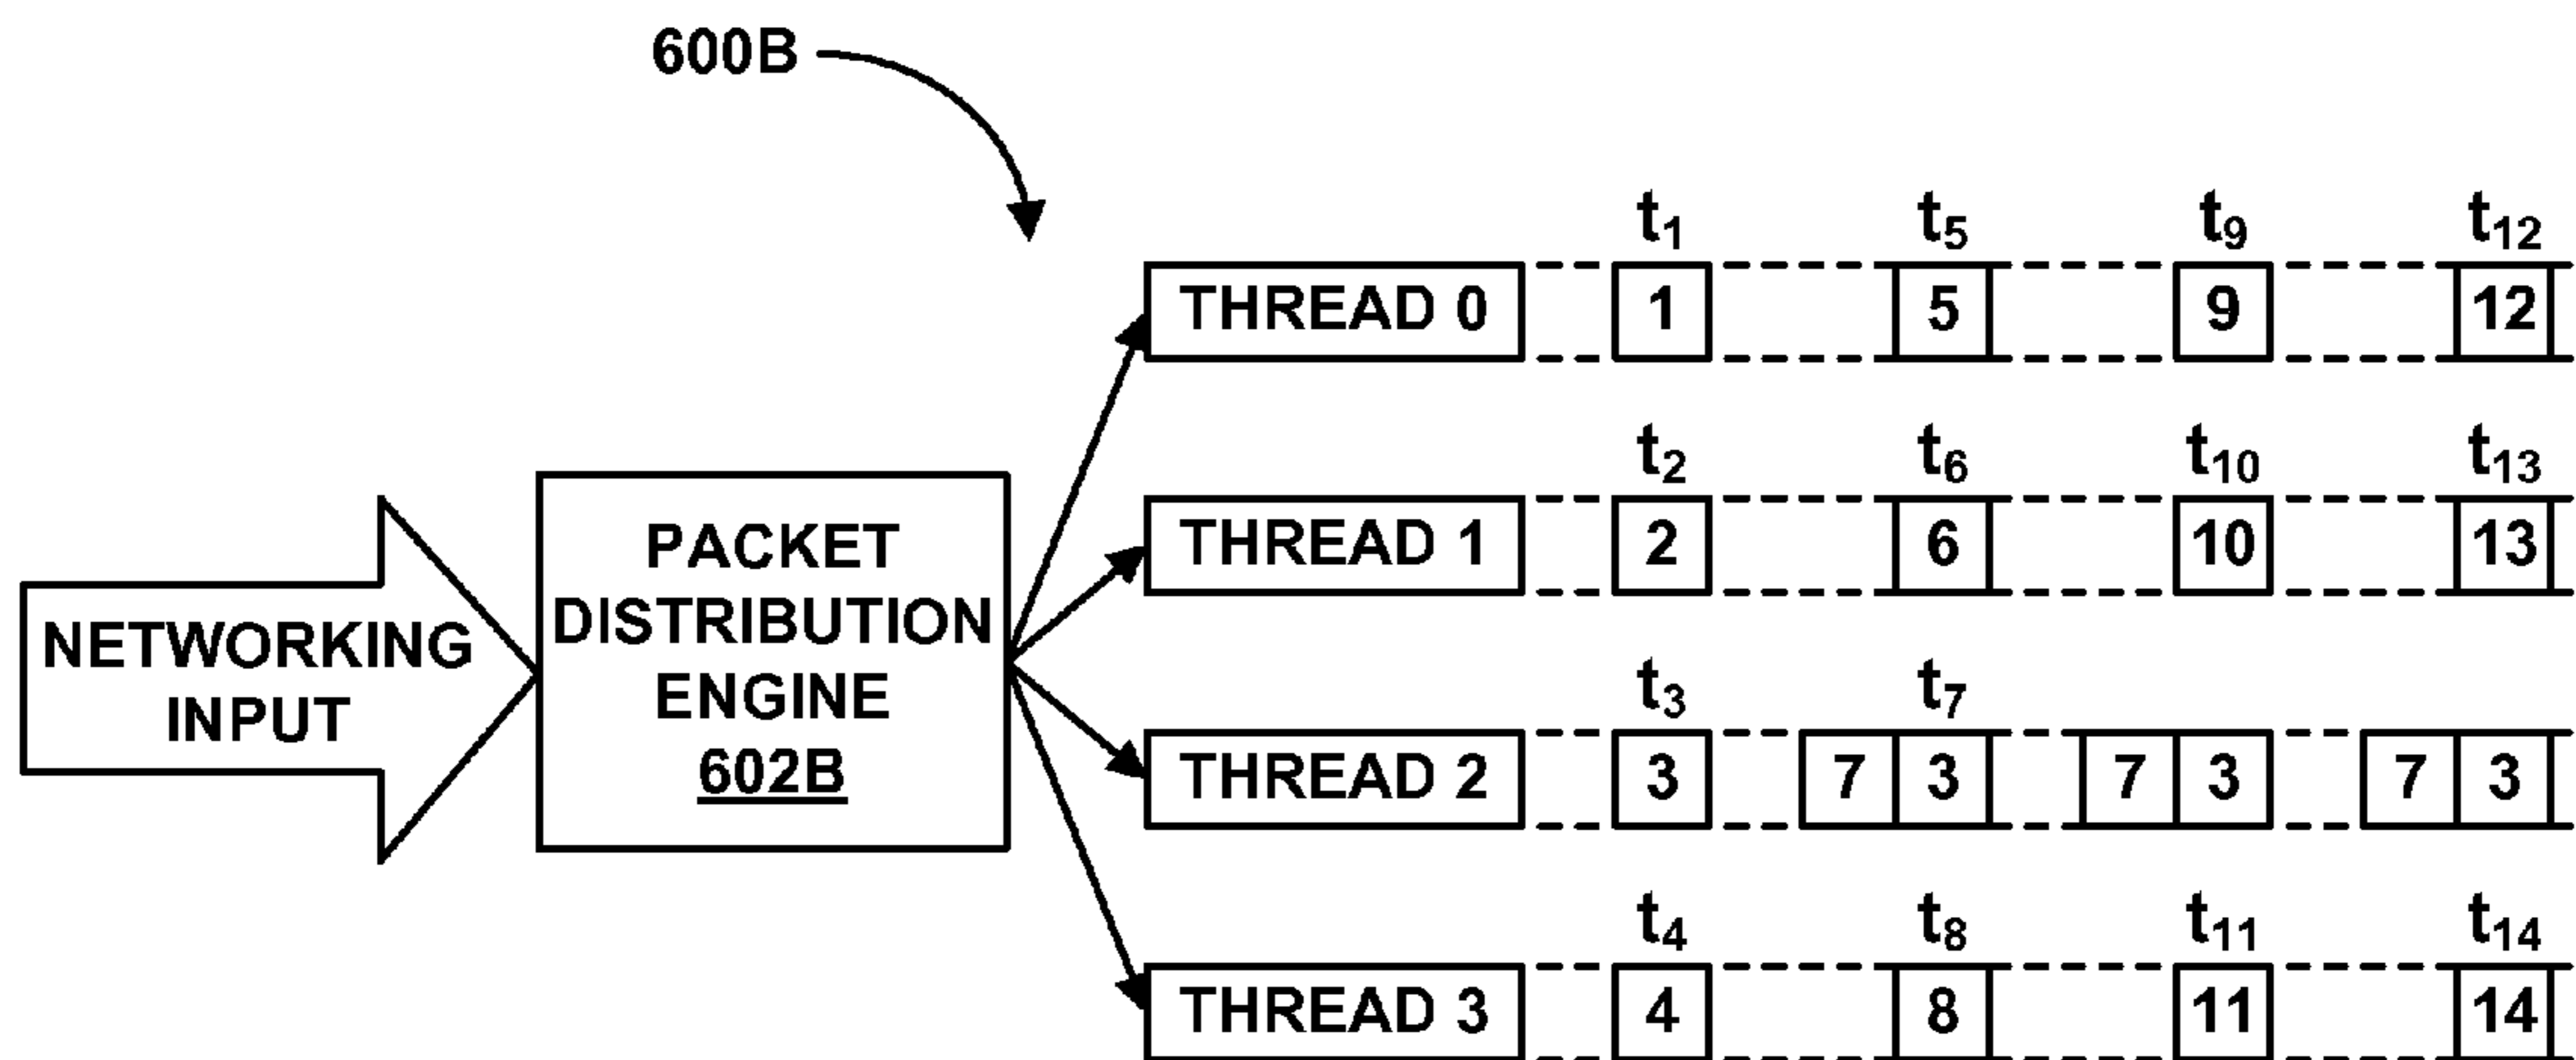 600B
NETWORKING
INPUT
PACKET
DISTRIBUTION
ENGINE
602B
t1 t5 t9 t12
THREAD 0 1 5 9 12
t2 t6 t10 t13
THREAD 1 2 6 10 13
t3 t7
THREAD 2 3 7 3 7 3 7 3
t4 t8 t11 t14
THREAD 3 4 8 11 14